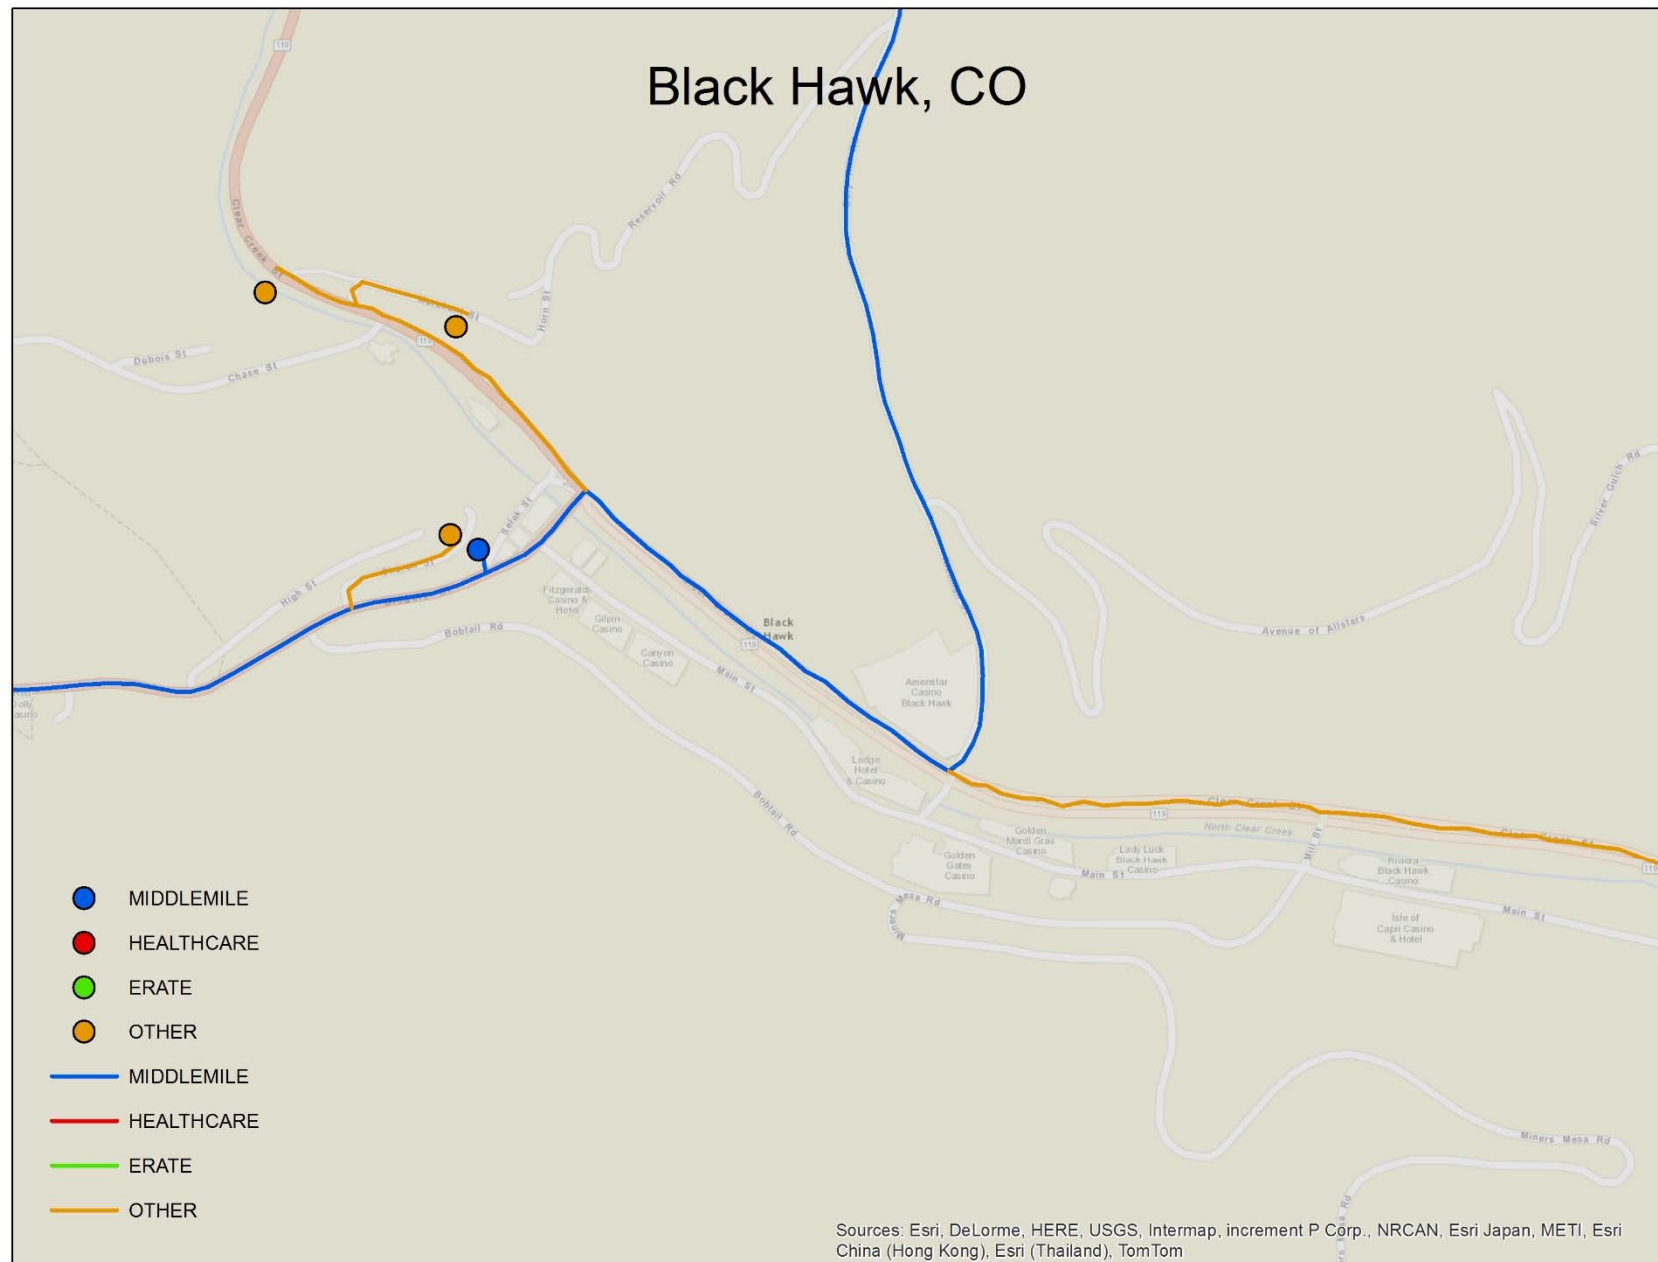 119
Black Hawk, CO
Reservoir Rd
Clear Creek St
Horn St
Dubois St
Chase St
Selak St
High St
Bobtail Rd
Fitzgeralds
Casino &
Hotel
Gilpin
Casino
Canyon
Casino
Black
Hawk
119
Main St
Ameristar
Casino
Black Hawk
Silver Gulch Rd
Avenue of Allstars
Lodge
Hotel
& Casino
Bobtail Rd
119
North Clear Creek
Golden
Mardi Gras
Casino
Golden
Gates
Casino
Lady Luck
Black Hawk
Casino
Main St
Mill St
Riviera
Black Hawk
Casino
119
Isle of
Capri Casino
& Hotel
Main St
Miners Mesa Rd
Miners Mesa Rd
MIDDLEMILE
HEALTHCARE
ERATE
OTHER
MIDDLEMILE
HEALTHCARE
ERATE
OTHER
Sources: Esri, DeLorme, HERE, USGS, Intermap, increment P Corp., NRCAN, Esri Japan, METI, Esri
China (Hong Kong), Esri (Thailand), TomTom